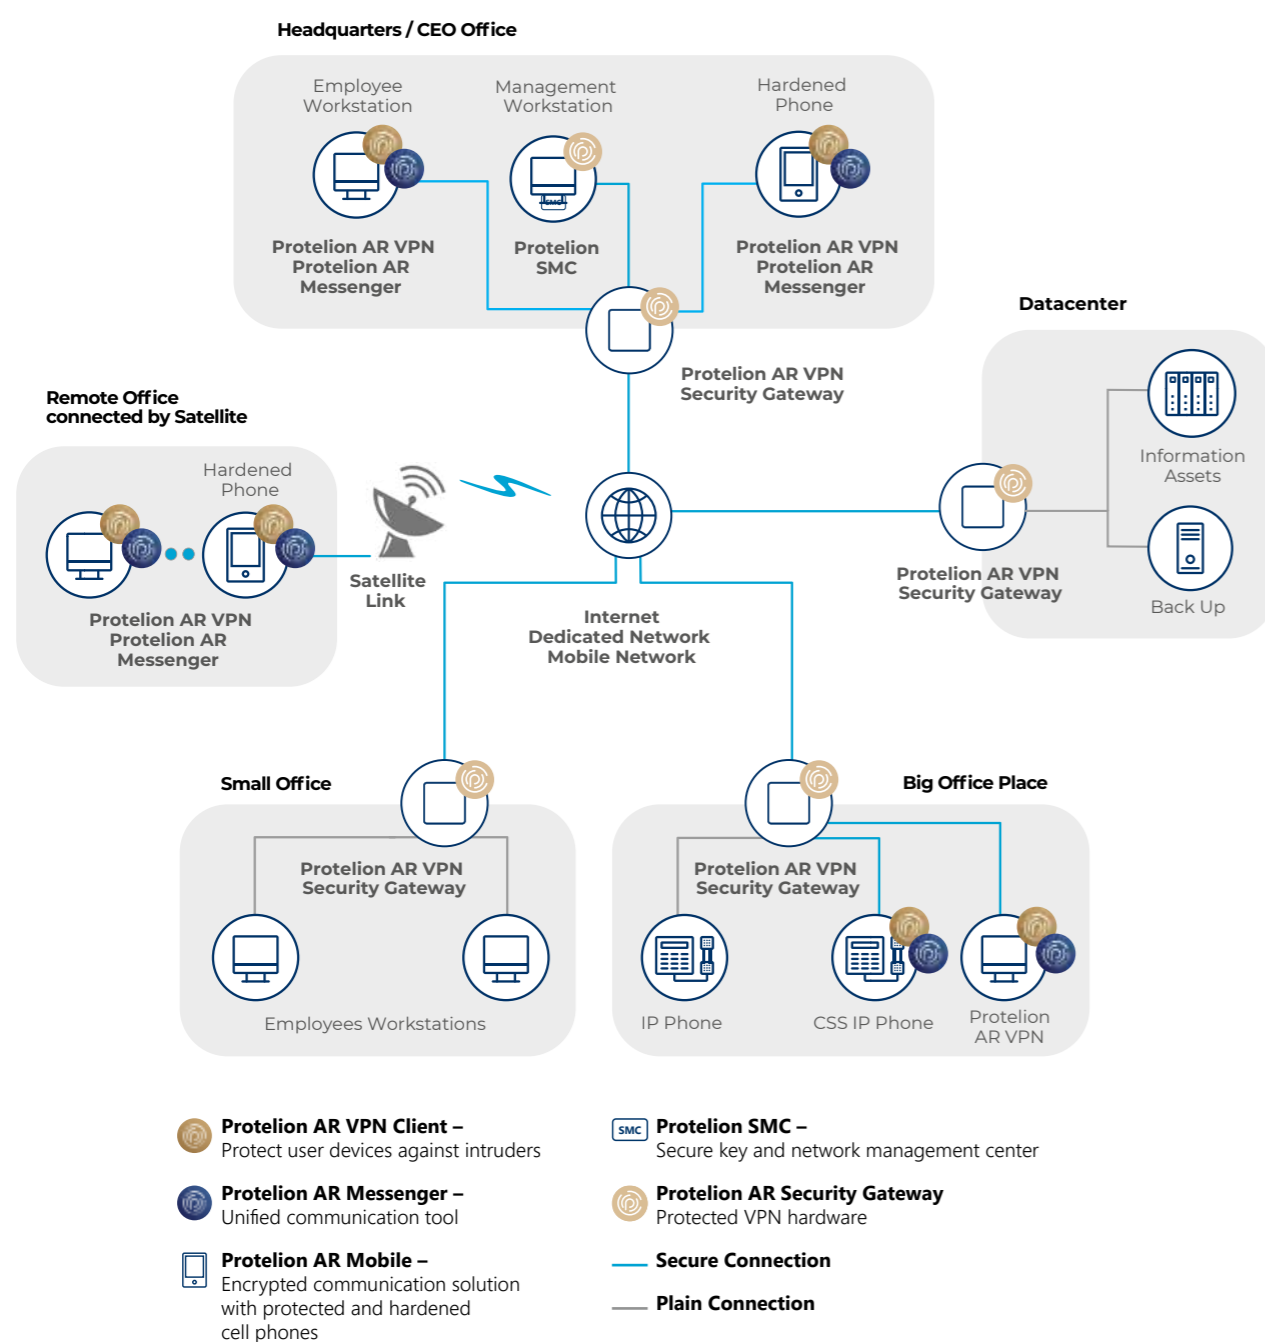 Headquarters / CEO Office
Employee
Workstation
Management
Workstation
Hardened
Phone
SMC
Protelion AR VPN
Protelion AR
Messenger
Protelion
SMC
Protelion AR VPN
Protelion AR
Messenger
Protelion AR VPN
Security Gateway
Datacenter
Information
Assets
Back Up
Protelion AR VPN
Security Gateway
Remote Office
connected by Satellite
Hardened
Phone
Protelion AR VPN
Protelion AR
Messenger
Satellite
Link
Internet
Dedicated Network
Mobile Network
Small Office
Protelion AR VPN
Security Gateway
Employees Workstations
Big Office Place
Protelion AR VPN
Security Gateway
IP Phone
CSS IP Phone
Protelion
AR VPN
Protelion AR VPN Client –
Protect user devices against intruders
Protelion AR Messenger –
Unified communication tool
Protelion AR Mobile –
Encrypted communication solution
with protected and hardened
cell phones
SMC
Protelion SMC –
Secure key and network management center
Protelion AR Security Gateway
Protected VPN hardware
Secure Connection
Plain Connection